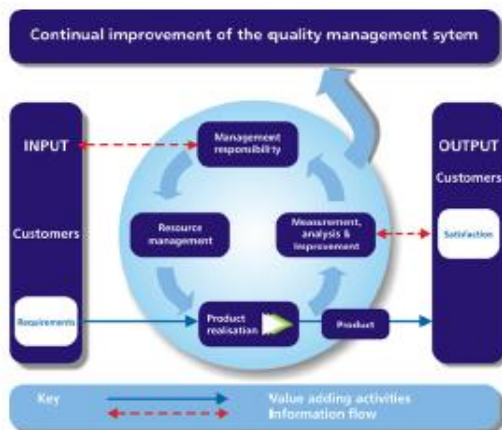 Continual improvement of the quality management sytem
INPUT
Customers
Requirements
Management
responsibility
Resource
management
Measurement,
analysis &
improvement
Product
realisation
Product
OUTPUT
Customers
Satisfaction
Key
Value adding activities
Information flow